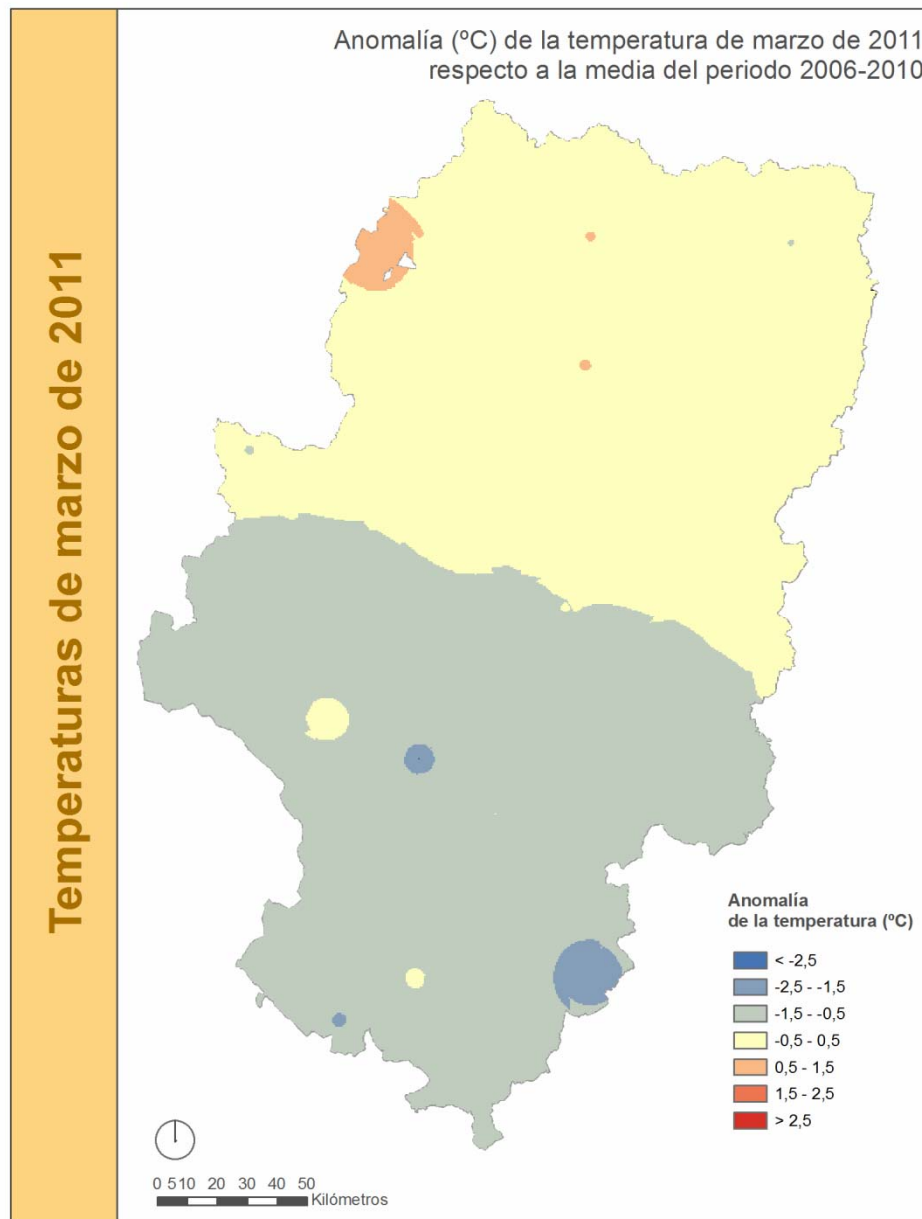 Temperaturas de marzo de 2011
Anomalía (ºC) de la temperatura de marzo de 2011
respecto a la media del periodo 2006-2010
Anomalía
de la temperatura (ºC)
< -2,5
-2,5 - -1,5
-1,5 - -0,5
-0,5 - 0,5
0,5 - 1,5
1,5 - 2,5
> 2,5
0 5 10 20 30 40 50
Kilómetros